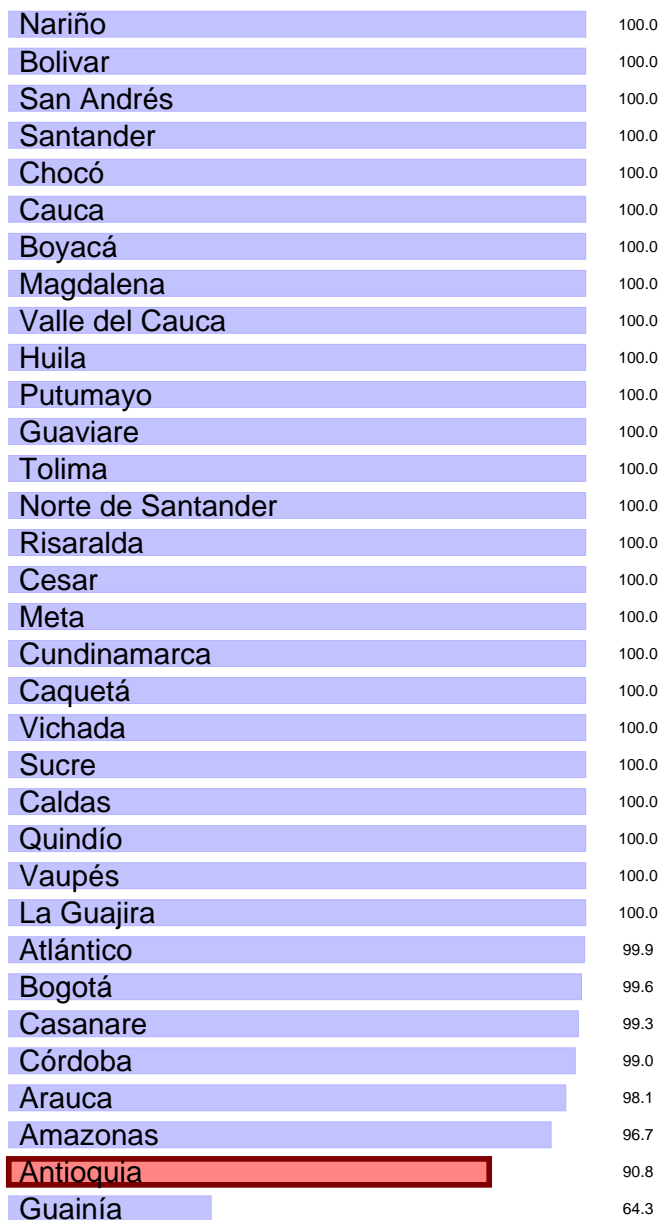 Nariño 100.0
Bolivar 100.0
San Andrés 100.0
Santander 100.0
Chocó 100.0
Cauca 100.0
Boyacá 100.0
Magdalena 100.0
Valle del Cauca 100.0
Huila 100.0
Putumayo 100.0
Guaviare 100.0
Tolima 100.0
Norte de Santander 100.0
Risaralda 100.0
Cesar 100.0
Meta 100.0
Cundinamarca 100.0
Caquetá 100.0
Vichada 100.0
Sucre 100.0
Caldas 100.0
Quindío 100.0
Vaupés 100.0
La Guajira 100.0
Atlántico 99.9
Bogotá 99.6
Casanare 99.3
Córdoba 99.0
Arauca 98.1
Amazonas 96.7
Antioquia 90.8
Guainía 64.3